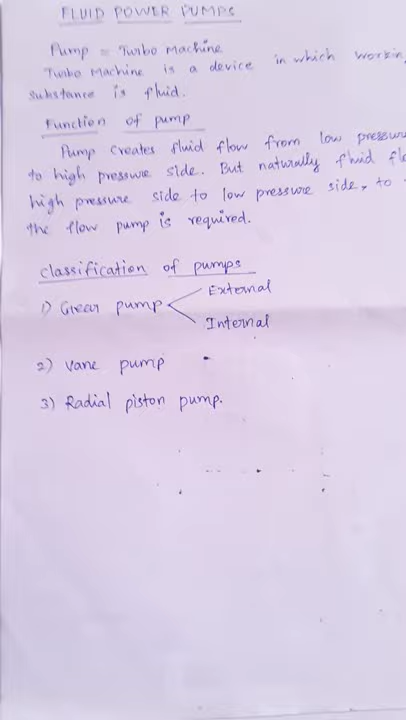 FLUID POWER PUMPS
Pump = Turbo Machine.
Turbo Machine is a device in which workin
substance is fluid.
Function of pump
Pump creates fluid flow from low pressur
to high pressure side. But naturally fluid fl
high pressure side to low pressure side, to
the flow pump is required.
classification of pumps
1) Gear pump
External
Internal
2) Vane pump
3) Radial piston pump.